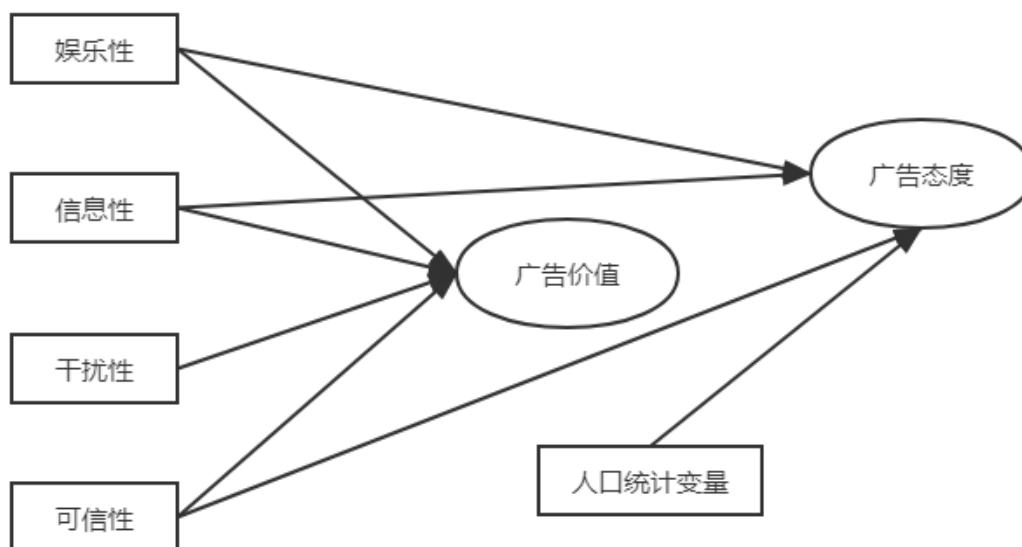 娱乐性
信息性
干扰性
可信性
广告价值
广告态度
人口统计变量